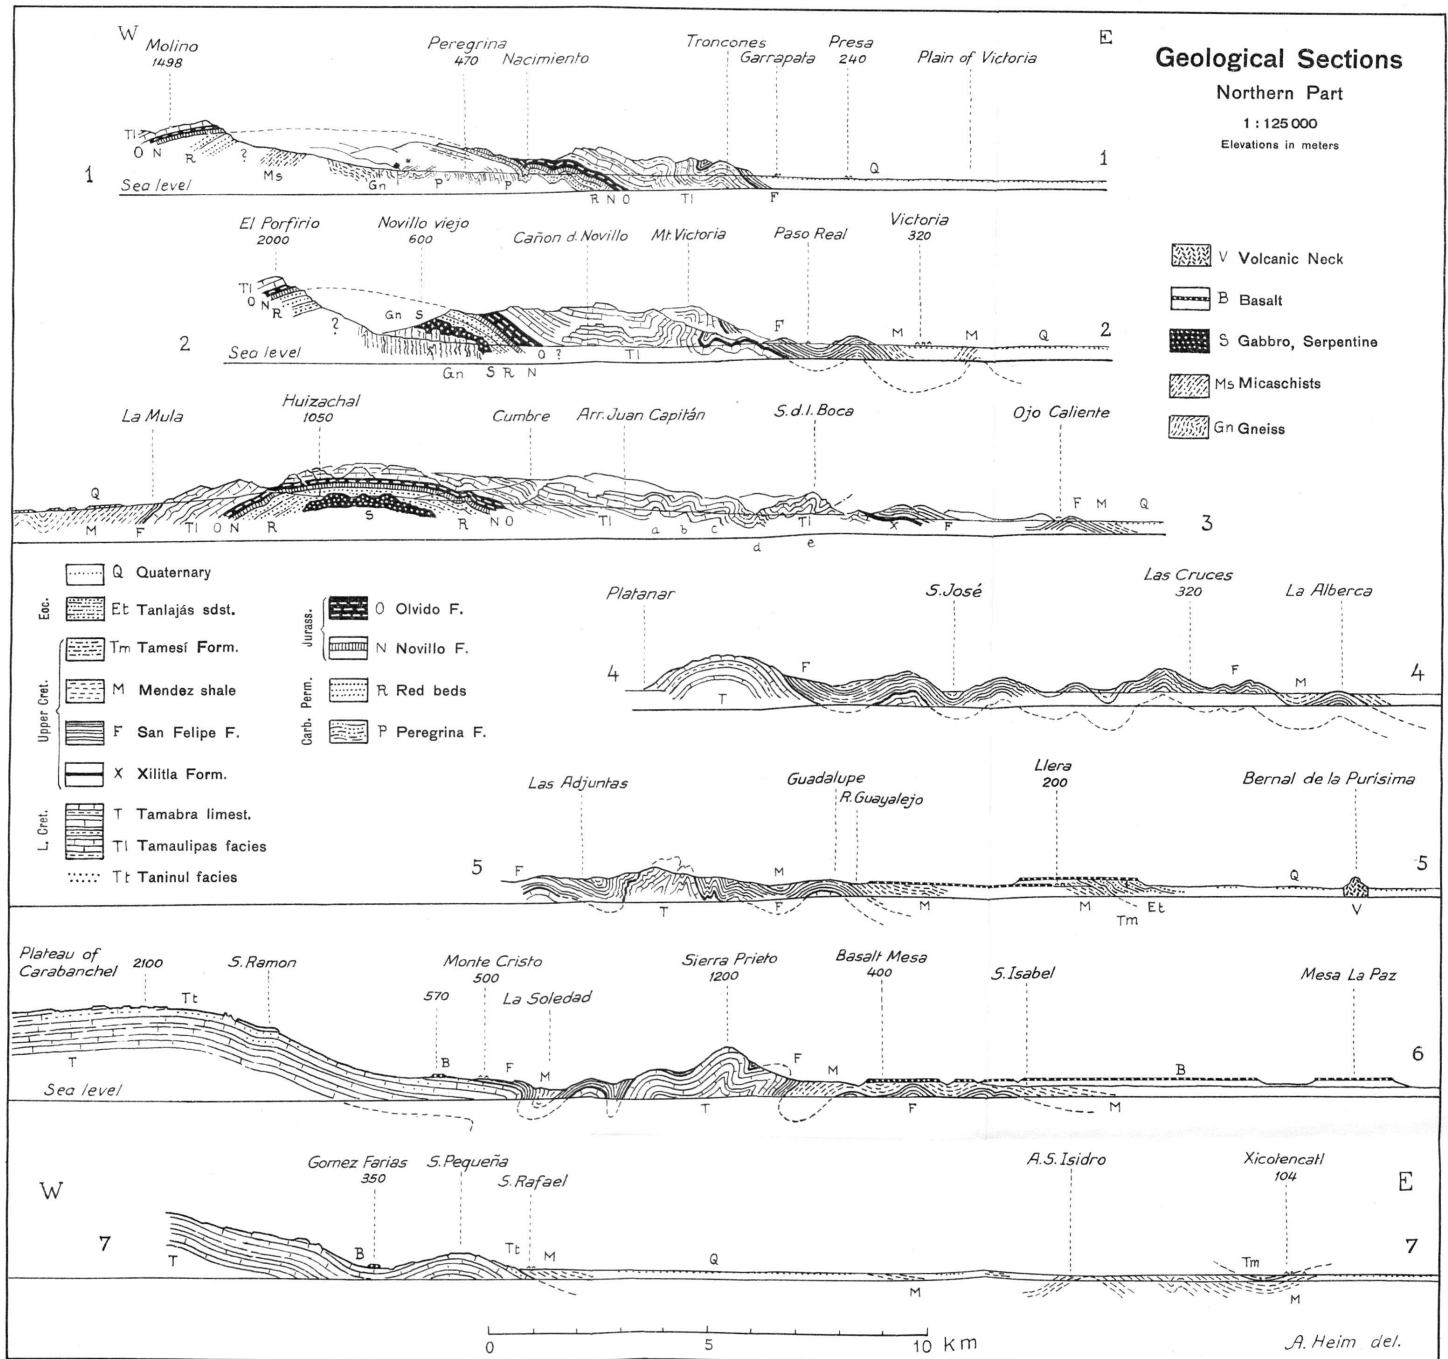 W
E
Geological Sections
Northern Part
1 : 125 000
Elevations in meters
Molino
1498
Peregrina
470
Nacimiento
Troncones
Garrapata
Presa
240
Plain of Victoria
1
Tl
O N R ? Ms Gn P P
Q
1
Sea level
R N O Tl F
El Porfirio
2000
Novillo viejo
600
Cañon d. Novillo
Mt. Victoria
Paso Real
Victoria
320
2
Tl
O N
R
?
Gn S
F M M Q
2
Sea level
O ? Tl
Gn S R N
La Mula
Huizachal
1050
Cumbre
Arr. Juan Capitán
S.d.l. Boca
Ojo Caliente
Q
F M Q
M F Tl O N R S R N O Tl a b c d e Tl X F
3
V Volcanic Neck
B Basalt
S Gabbro, Serpentine
Ms Micaschists
Gn Gneiss
Q Quaternary
Eoc.
Et Tanlajás sdst.
Upper Cret.
Tm Tamesí Form.
M Mendez shale
F San Felipe F.
X Xilitla Form.
L. Cret.
T Tamabra limest.
Tl Tamaulipas facies
Tt Taninul facies
Jurass.
O Olvido F.
N Novillo F.
Carb. Perm.
R Red beds
P Peregrina F.
Platanar
S. José
Las Cruces
320
La Alberca
4
F F M
4
T
Las Adjuntas
Guadalupe
R. Guayalejo
Llera
200
Bernal de la Purísima
5
F M Q
5
T F M M Tm Et V
Plateau of
Carabanchel
2100
S. Ramon
Monte Cristo
500
570
La Soledad
Sierra Prieto
1200
Basalt Mesa
400
S. Isabel
Mesa La Paz
Tt
B F M F M B
6
T
Sea level
T F M
W
E
Gomez Farias
350
S. Pequeña
S. Rafael
A.S. Isidro
Xicotencatl
104
7
T B Tt M Q Tm
7
M M
0 5 10 km
A. Heim del.